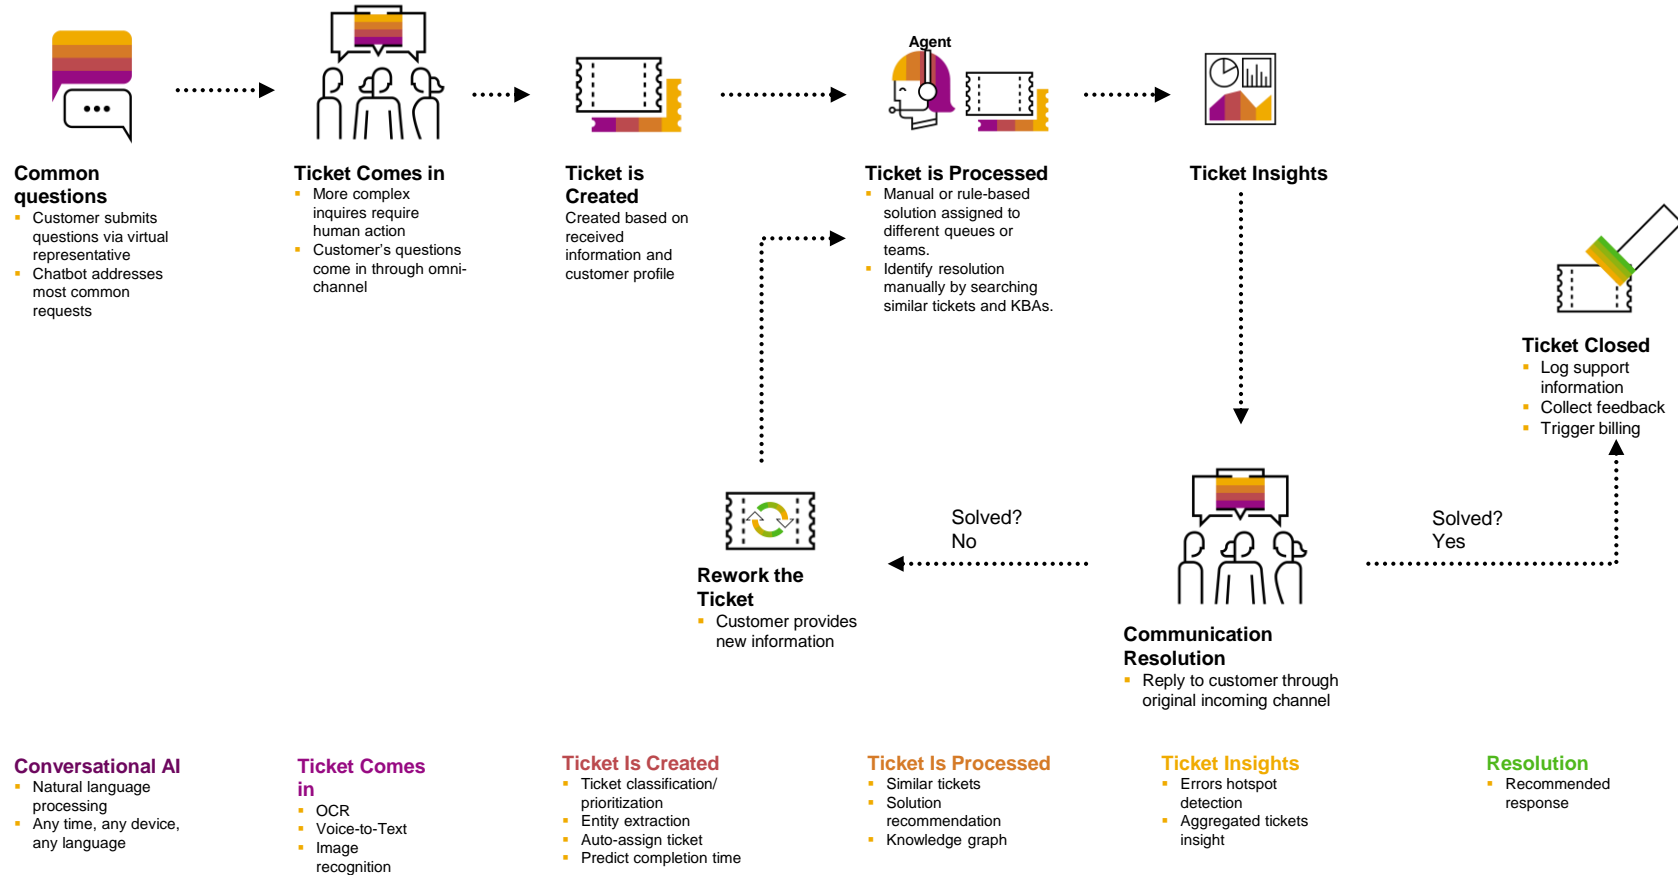 Agent
Common
questions
Customer submits
questions via virtual
representative
Chatbot addresses
most common
requests
Ticket Comes in
More complex
inquires require
human action
Customer’s questions
come in through omni-
channel
Ticket is
Created
Created based on
received
information and
customer profile
Ticket is Processed
Manual or rule-based
solution assigned to
different queues or
teams.
Identify resolution
manually by searching
similar tickets and KBAs.
Ticket Insights
Ticket Closed
Log support
information
Collect feedback
Trigger billing
Solved?
No
Solved?
Yes
Rework the
Ticket
Customer provides
new information
Communication
Resolution
Reply to customer through
original incoming channel
Conversational AI
Natural language
processing
Any time, any device,
any language
Ticket Comes
in
OCR
Voice-to-Text
Image
recognition
Ticket Is Created
Ticket classification/
prioritization
Entity extraction
Auto-assign ticket
Predict completion time
Ticket Is Processed
Similar tickets
Solution
recommendation
Knowledge graph
Ticket Insights
Errors hotspot
detection
Aggregated tickets
insight
Resolution
Recommended
response